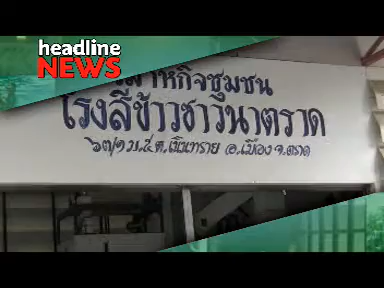 headline
NEWS
วิสาหกิจชุมชน
โรงสีข้าวชาวนาตราด
๖๗/๑ ม.๕ ต.เนินทราย อ.เมือง จ.ตราด